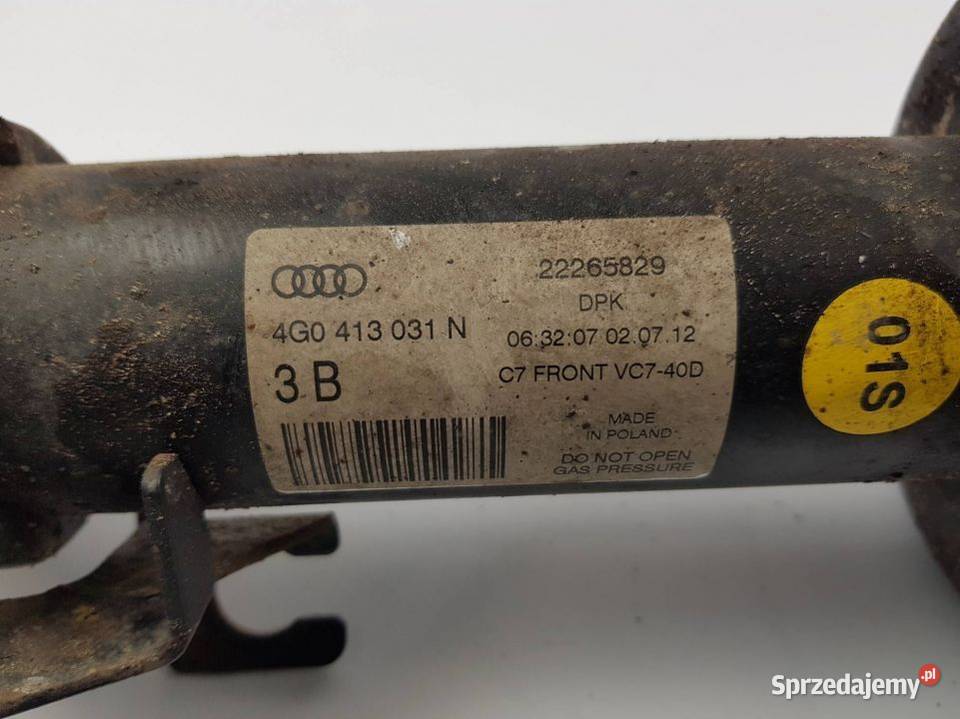 4G0 413 031 N
3 B
22265829
DPK
06:32:07 02.07.12
C7 FRONT VC7-40D
MADE
IN POLAND
DO NOT OPEN
GAS PRESSURE
01S
Sprzedajemy.pl